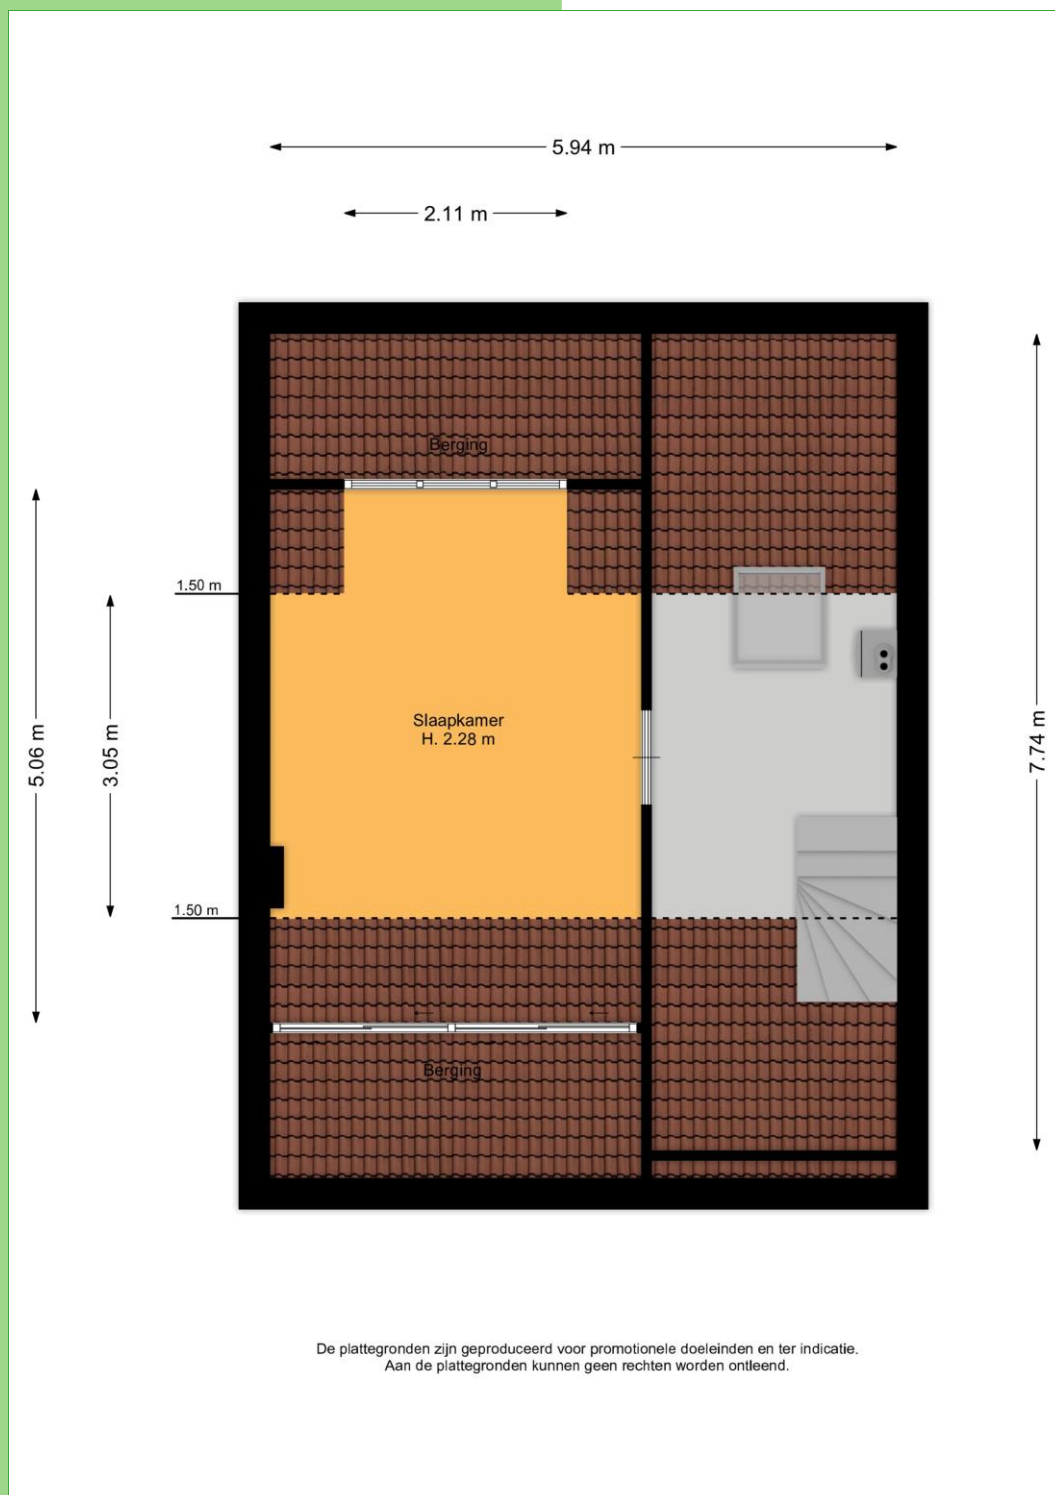 5.94 m
2.11 m
Berging
1.50 m
Slaapkamer
H. 2.28 m
5.06 m
3.05 m
7.74 m
1.50 m
Berging
De plattegronden zijn geproduceerd voor promotionele doeleinden en ter indicatie.
Aan de plattegronden kunnen geen rechten worden ontleend.